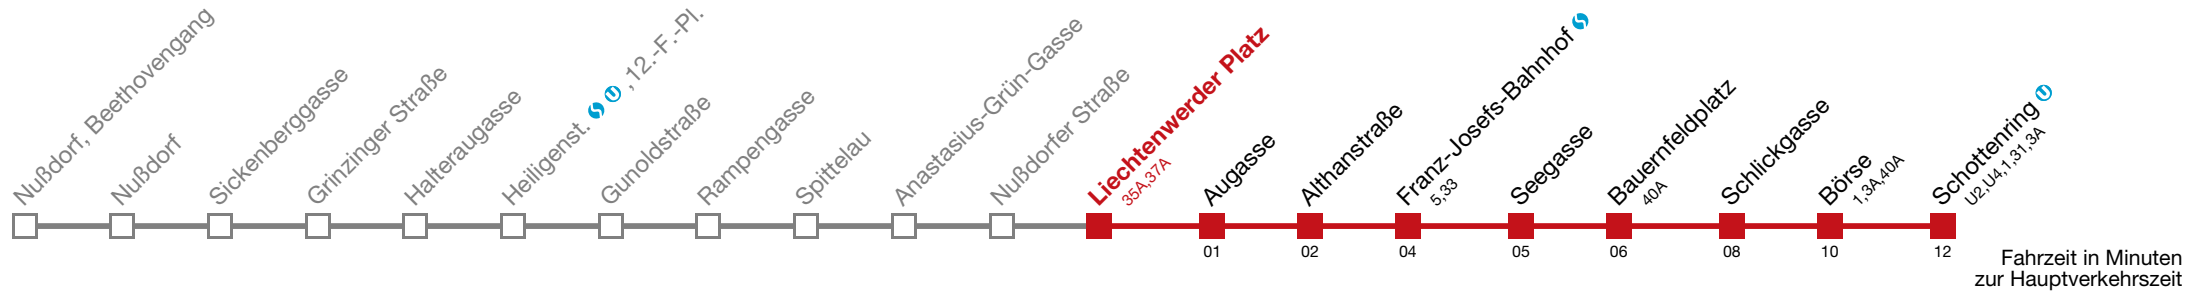 Nußdorf, Beethovengang
Nußdorf
Sickenberggasse
Grinzinger Straße
Halteraugasse
Heiligenst. S U , 12.-F.-Pl.
Gunoldstraße
Rampengasse
Spittelau
Anastasius-Grün-Gasse
Nußdorfer Straße
Liechtenwerder Platz
35A,37A
Augasse
01
Althanstraße
02
Franz-Josefs-Bahnhof S
5,33
04
Seegasse
05
Bauernfeldplatz
40A
06
Schlickgasse
08
Börse
1,3A,40A
10
Schottenring U
U2,U4,1,31,3A
12
Fahrzeit in Minuten
zur Hauptverkehrszeit